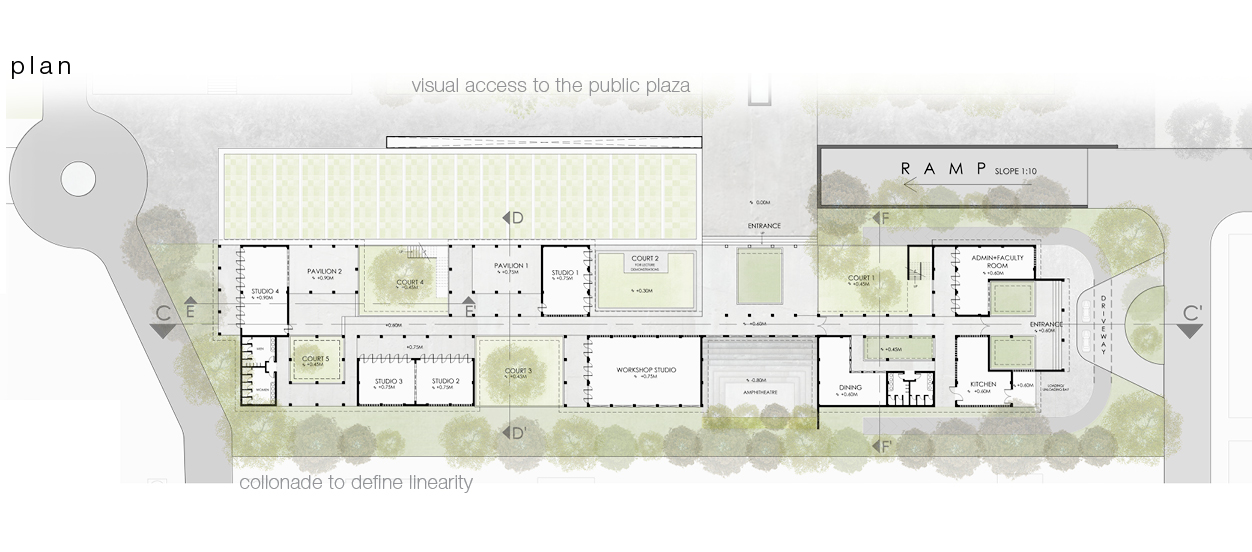 plan
visual access to the public plaza
RAMP SLOPE 1:10
D
F
0.00M
ENTRANCE
PAVILION 2
+0.90M
COURT 4
+0.45M
PAVILION 1
+0.75M
STUDIO 1
+0.75M
COURT 2
FOR LECTURE
DEMONSTRATIONS
+0.30M
COURT 1
+0.45M
ADMIN+FACULTY
ROOM
+0.60M
STUDIO 4
+0.90M
E
E'
C
C'
+0.60M
+0.60M
ENTRANCE
+0.60M
DRIVEWAY
+0.75M
+0.45M
COURT 5
+0.45M
STUDIO 3
+0.75M
STUDIO 2
+0.75M
COURT 3
+0.45M
WORKSHOP STUDIO
+0.75M
-0.80M
AMPHITHEATRE
DINING
+0.60M
KITCHEN
+0.60M
+0.60M
LOADING/
UNLOADING BAY
MEN
WOMEN
D'
F'
collonade to define linearity